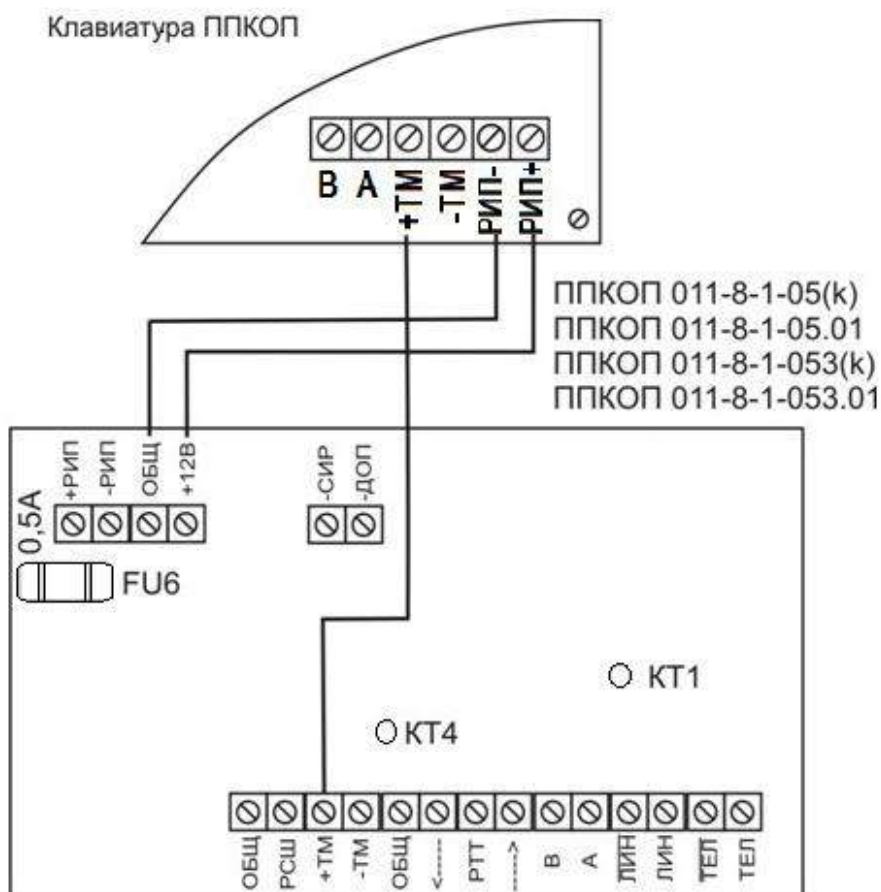 Клавиатура ППКОП
В
А
+ТМ
-ТМ
РИП-
РИП+
ППКОП 011-8-1-05(k)
ППКОП 011-8-1-05.01
ППКОП 011-8-1-053(k)
ППКОП 011-8-1-053.01
0,5А
+РИП
-РИП
ОБЩ
+12В
-СИР
-ДОП
FU6
КТ1
КТ4
ОБЩ
РСШ
+ТМ
-ТМ
ОБЩ
<-----
РТТ
----->
В
А
ЛИН
ЛИН
ТЕЛ
ТЕЛ